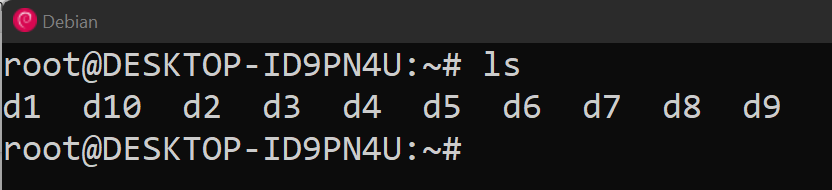 Debian
root@DESKTOP-ID9PN4U:~# ls
d1  d10  d2  d3  d4  d5  d6  d7  d8  d9
root@DESKTOP-ID9PN4U:~#